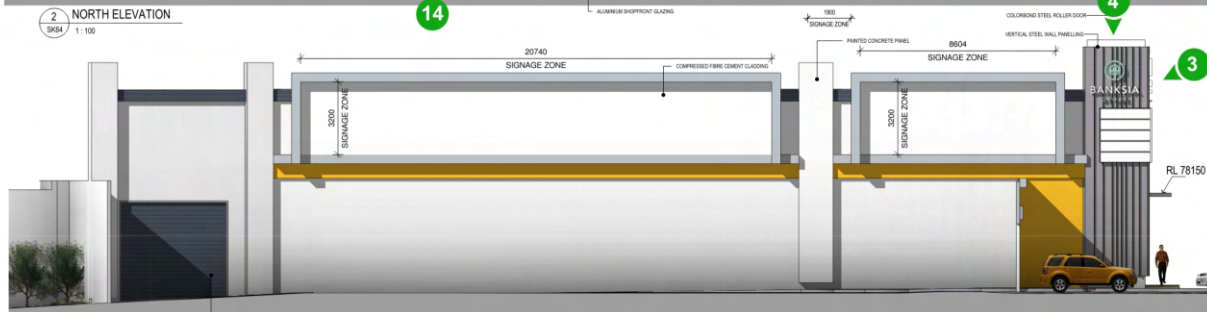 2
SK64
NORTH ELEVATION
1 : 100
14
ALUMINIUM SHOPFRONT GLAZING
1900
SIGNAGE ZONE
4
COLORBOND STEEL ROLLER DOOR
VERTICAL STEEL WALL PANELLING
PAINTED CONCRETE PANEL
3
20740
SIGNAGE ZONE
8604
SIGNAGE ZONE
COMPRESSED FIBRE CEMENT CLADDING
3200
SIGNAGE ZONE
3200
SIGNAGE ZONE
BANKSIA
RL 78150